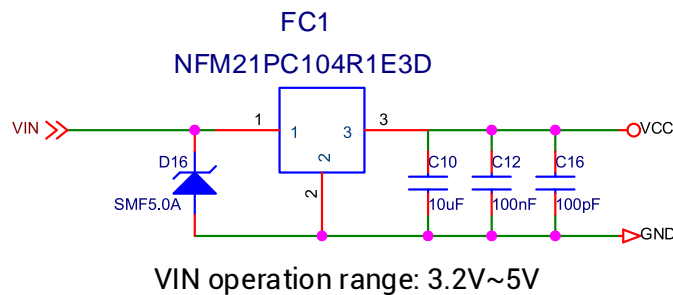 FC1
NFM21PC104R1E3D
VIN
1
1
3
3
VCC
2
2
D16
SMF5.0A
C10
10uF
C12
100nF
C16
100pF
GND
VIN operation range: 3.2V~5V